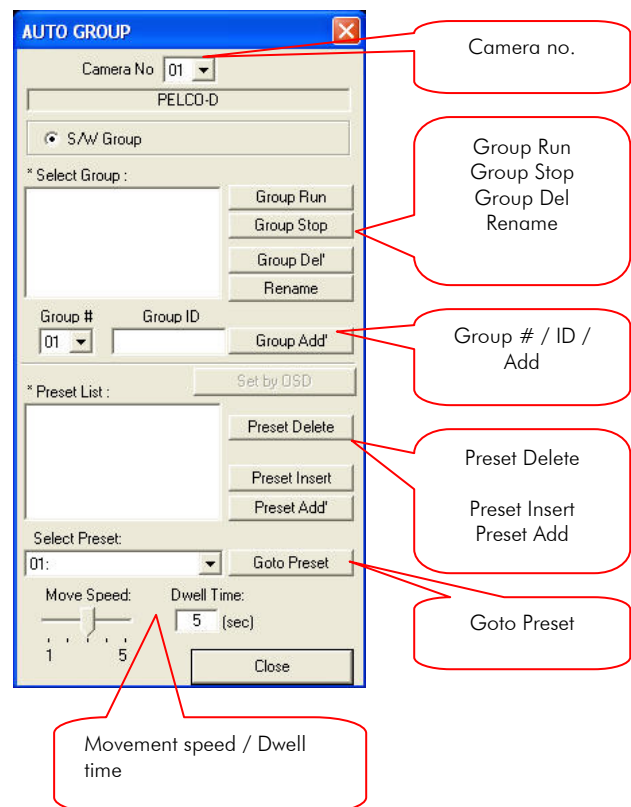 AUTO GROUP
Camera No 01
Camera no.
PELCO-D
S/W Group
* Select Group :
Group Run
Group Stop
Group Del'
Rename
Group Run
Group Stop
Group Del
Rename
Group # Group ID
01 Group Add'
Group # / ID /
Add
Set by OSD
* Preset List :
Preset Delete
Preset Insert
Preset Add'
Preset Delete
Preset Insert
Preset Add
Select Preset:
01: Goto Preset
Goto Preset
Move Speed: Dwell Time:
5 (sec)
1 5
Close
Movement speed / Dwell
time